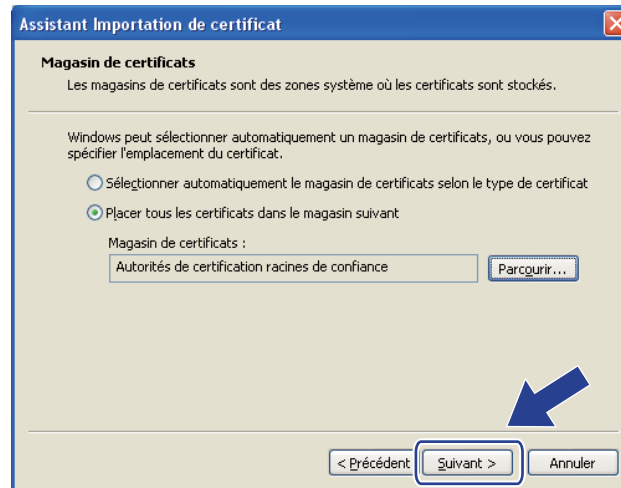 Assistant Importation de certificat
Magasin de certificats
Les magasins de certificats sont des zones système où les certificats sont stockés.
Windows peut sélectionner automatiquement un magasin de certificats, ou vous pouvez
spécifier l'emplacement du certificat.
Sélectionner automatiquement le magasin de certificats selon le type de certificat
Placer tous les certificats dans le magasin suivant
Magasin de certificats :
Autorités de certification racines de confiance
Parcourir...
< Précédent
Suivant >
Annuler